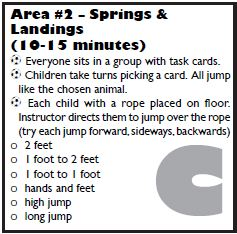 Area #2 – Springs &
Landings
(10-15 minutes)
⚽ Everyone sits in a group with task cards.
⚽ Children take turns picking a card. All jump
like the chosen animal.
⚽ Each child with a rope placed on floor.
Instructor directs them to jump over the rope
(try each jump forward, sideways, backwards)
o 2 feet
o 1 foot to 2 feet
o 1 foot to 1 foot
o hands and feet
o high jump
o long jump
C